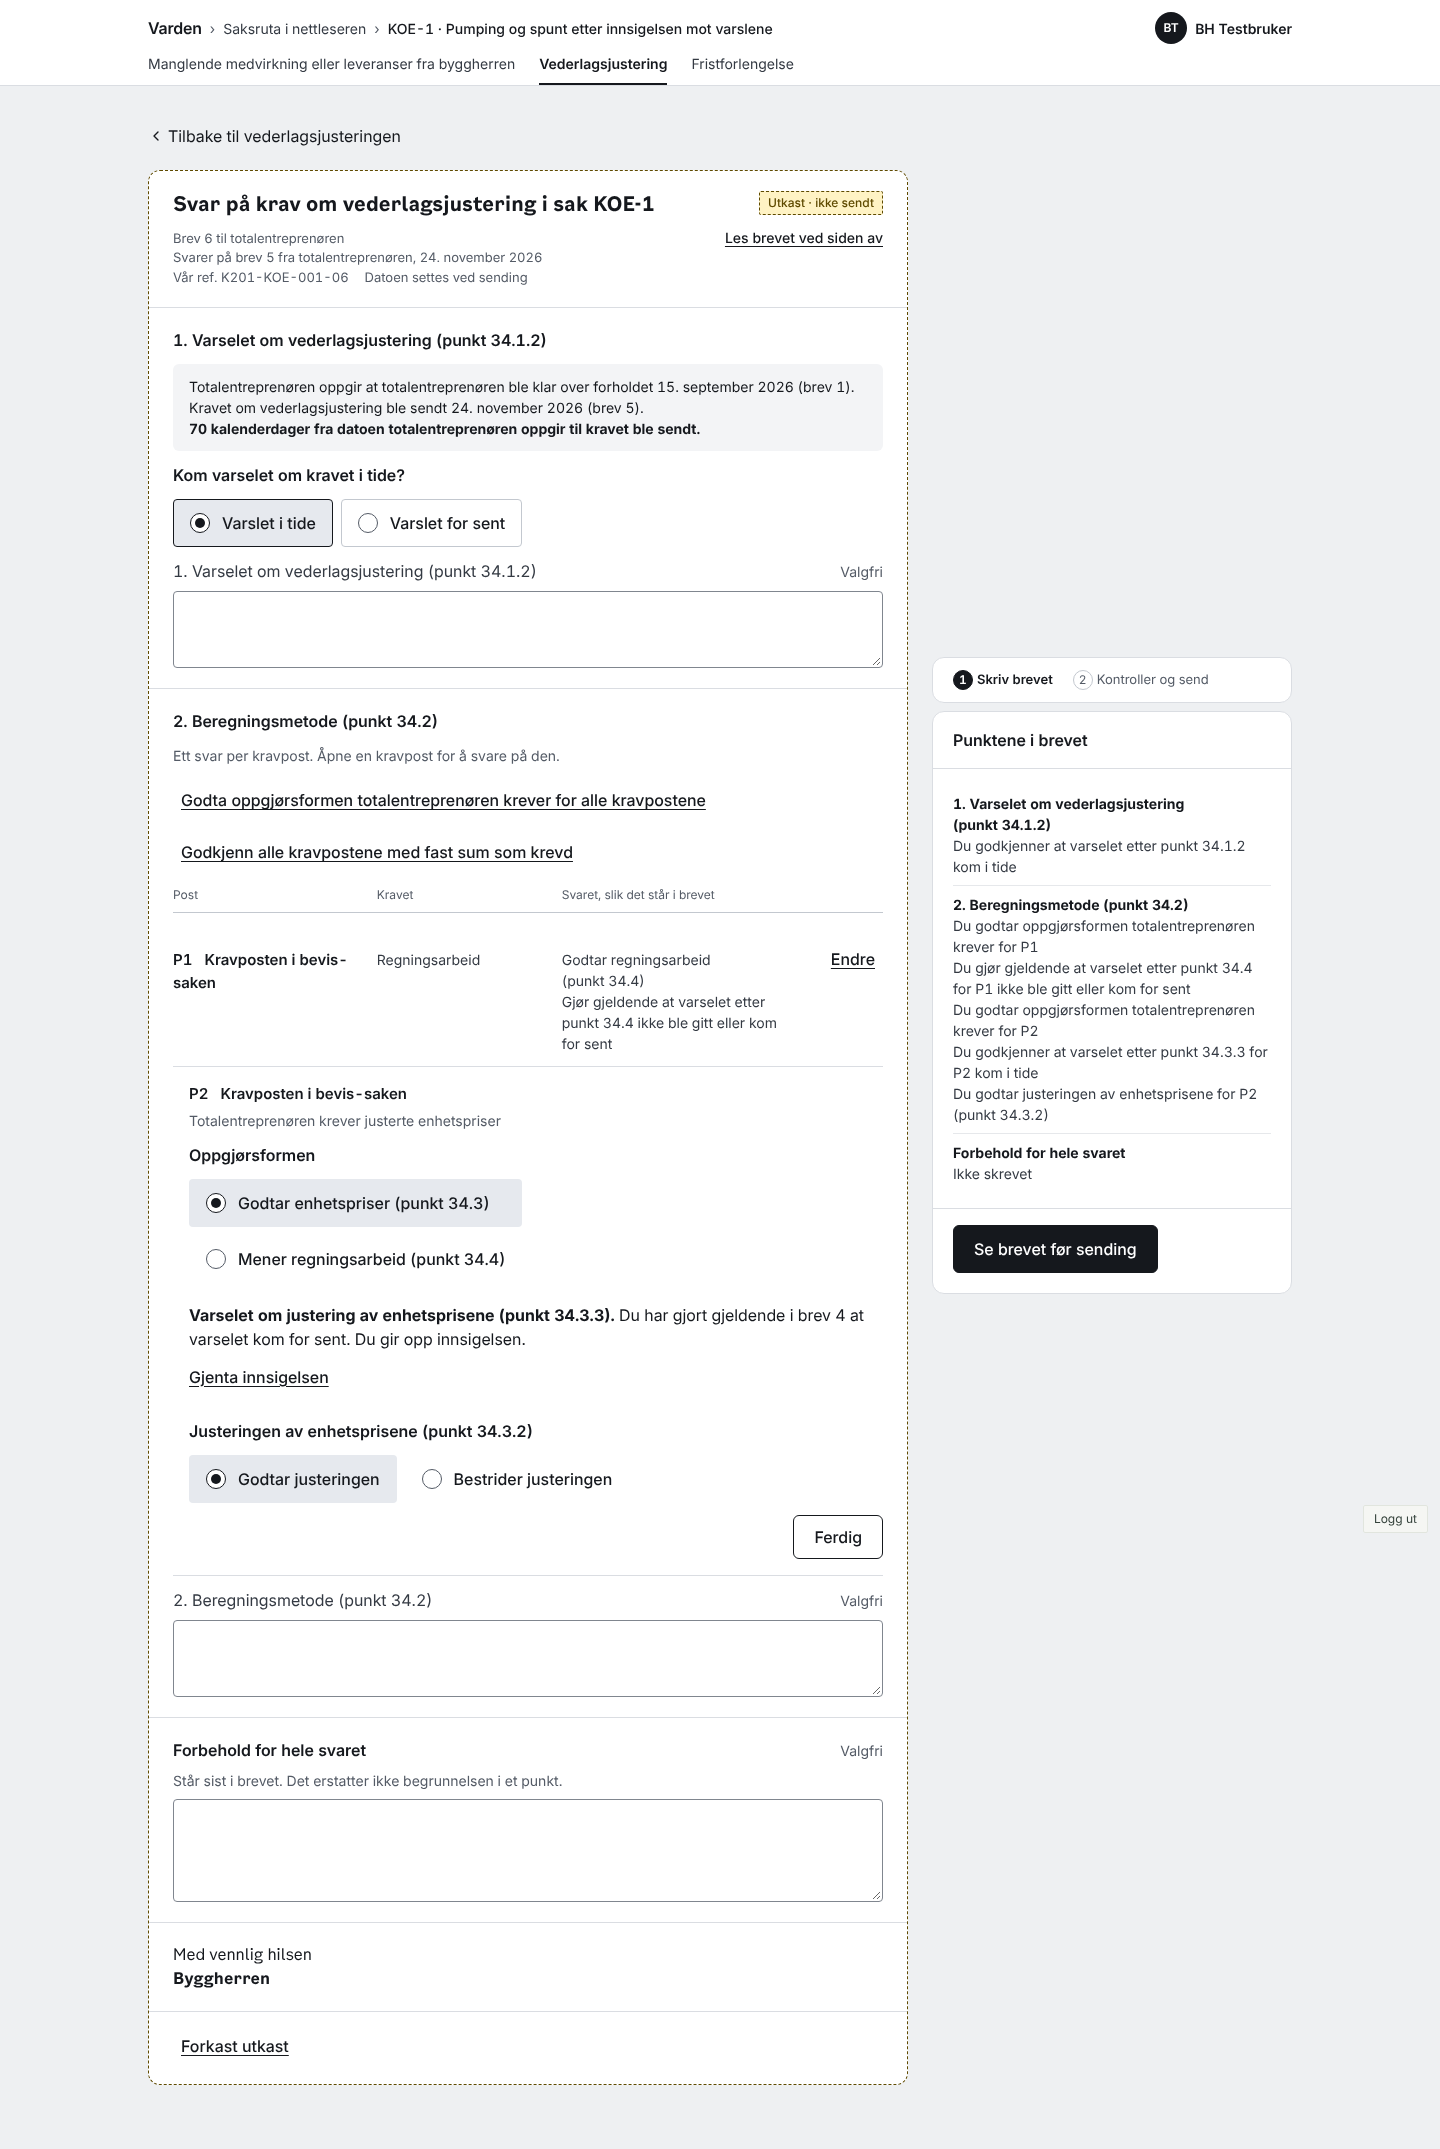 Varden › Saksruta i nettleseren › KOE-1 · Pumping og spunt etter innsigelsen mot varslene
BT BH Testbruker
Manglende medvirkning eller leveranser fra byggherren Vederlagsjustering Fristforlengelse
Tilbake til vederlagsjusteringen
Svar på krav om vederlagsjustering i sak KOE-1
Utkast · ikke sendt
Brev 6 til totalentreprenøren
Les brevet ved siden av
Svarer på brev 5 fra totalentreprenøren, 24. november 2026
Vår ref. K201-KOE-001-06 Datoen settes ved sending
1. Varselet om vederlagsjustering (punkt 34.1.2)
Totalentreprenøren oppgir at totalentreprenøren ble klar over forholdet 15. september 2026 (brev 1).
Kravet om vederlagsjustering ble sendt 24. november 2026 (brev 5).
70 kalenderdager fra datoen totalentreprenøren oppgir til kravet ble sendt.
Kom varselet om kravet i tide?
Varslet i tide Varslet for sent
1. Varselet om vederlagsjustering (punkt 34.1.2) Valgfri
2. Beregningsmetode (punkt 34.2)
Ett svar per kravpost. Åpne en kravpost for å svare på den.
Godta oppgjørsformen totalentreprenøren krever for alle kravpostene
Godkjenn alle kravpostene med fast sum som krevd
Post Kravet Svaret, slik det står i brevet
P1 Kravposten i bevis-
saken
Regningsarbeid
Godtar regningsarbeid
(punkt 34.4)
Gjør gjeldende at varselet etter
punkt 34.4 ikke ble gitt eller kom
for sent
Endre
P2 Kravposten i bevis-saken
Totalentreprenøren krever justerte enhetspriser
Oppgjørsformen
Godtar enhetspriser (punkt 34.3)
Mener regningsarbeid (punkt 34.4)
Varselet om justering av enhetsprisene (punkt 34.3.3). Du har gjort gjeldende i brev 4 at
varselet kom for sent. Du gir opp innsigelsen.
Gjenta innsigelsen
Justeringen av enhetsprisene (punkt 34.3.2)
Godtar justeringen Bestrider justeringen
Ferdig
2. Beregningsmetode (punkt 34.2) Valgfri
Forbehold for hele svaret Valgfri
Står sist i brevet. Det erstatter ikke begrunnelsen i et punkt.
Med vennlig hilsen
Byggherren
Forkast utkast
1 Skriv brevet 2 Kontroller og send
Punktene i brevet
1. Varselet om vederlagsjustering
(punkt 34.1.2)
Du godkjenner at varselet etter punkt 34.1.2
kom i tide
2. Beregningsmetode (punkt 34.2)
Du godtar oppgjørsformen totalentreprenøren
krever for P1
Du gjør gjeldende at varselet etter punkt 34.4
for P1 ikke ble gitt eller kom for sent
Du godtar oppgjørsformen totalentreprenøren
krever for P2
Du godkjenner at varselet etter punkt 34.3.3 for
P2 kom i tide
Du godtar justeringen av enhetsprisene for P2
(punkt 34.3.2)
Forbehold for hele svaret
Ikke skrevet
Se brevet før sending
Logg ut